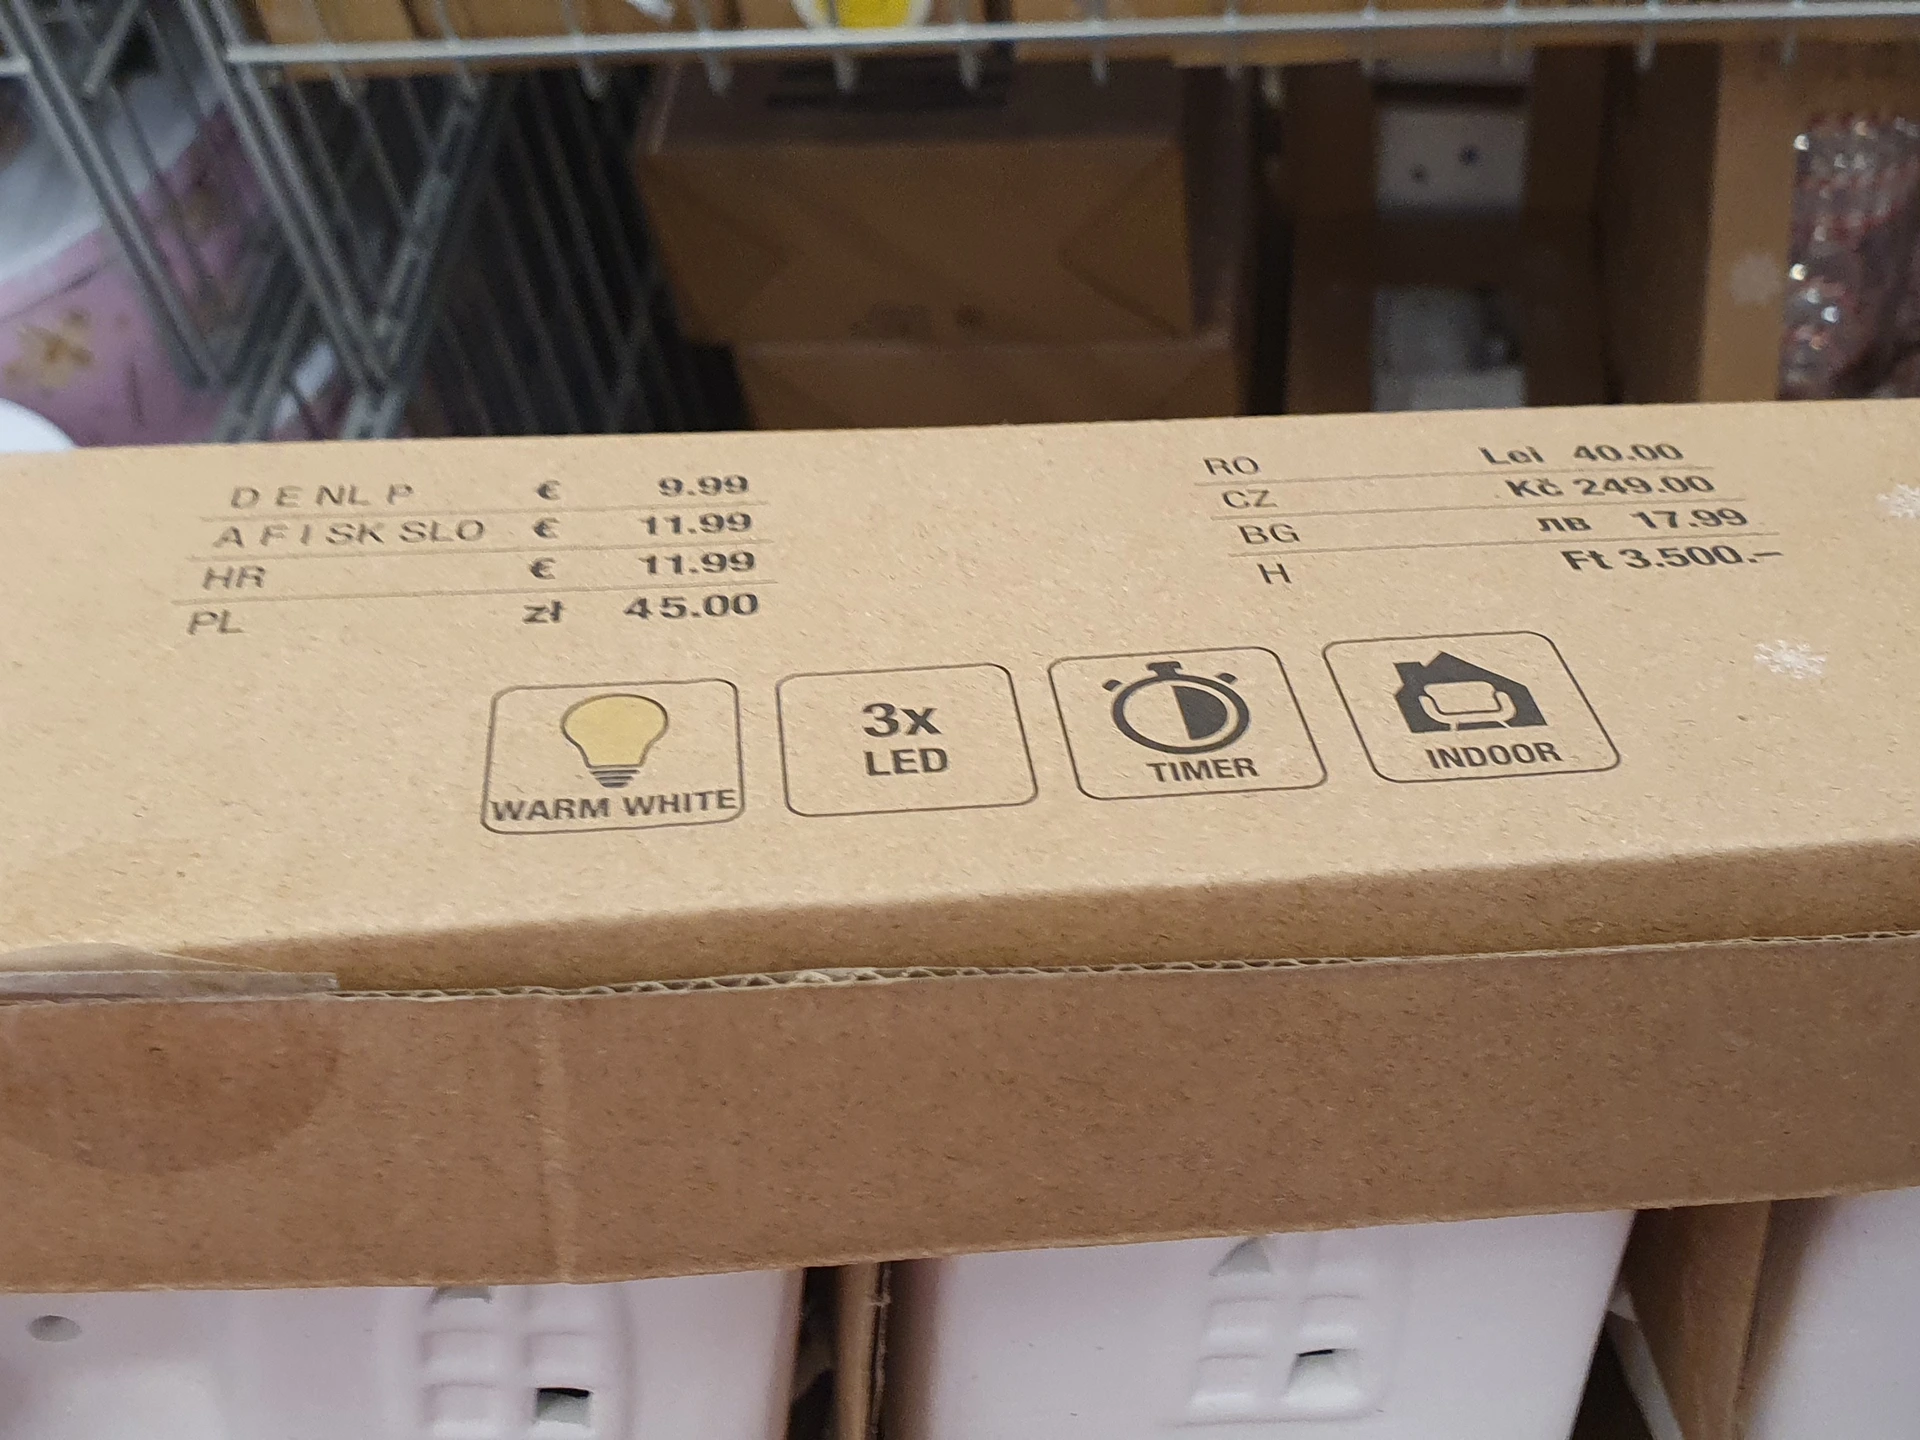 D E NL P € 9.99
A F I SK SLO € 11.99
HR € 11.99
PL zł 45.00
RO Lei 40.00
CZ Kč 249.00
BG лв 17.99
H Ft 3.500.–
WARM WHITE
3x
LED
TIMER
INDOOR